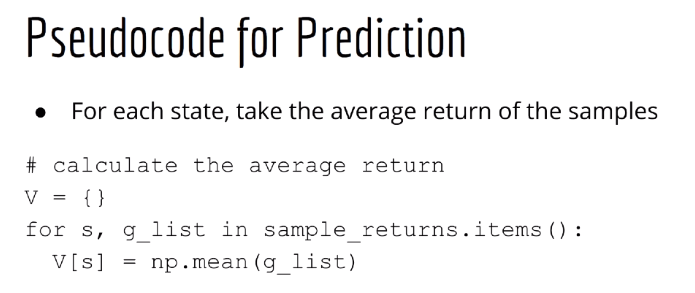 Pseudocode for Prediction
● For each state, take the average return of the samples
# calculate the average return
V = {}
for s, g_list in sample_returns.items():
  V[s] = np.mean(g_list)